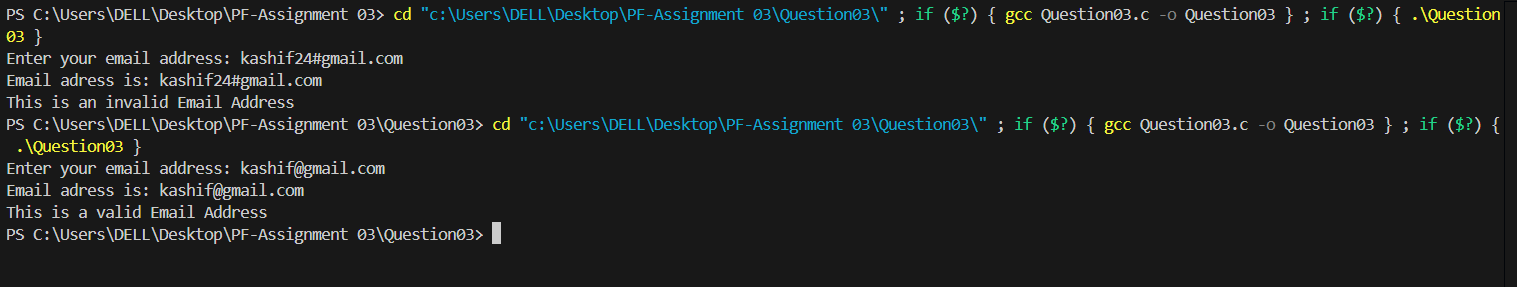 PS C:\Users\DELL\Desktop\PF-Assignment 03> cd "c:\Users\DELL\Desktop\PF-Assignment 03\Question03\" ; if ($?) { gcc Question03.c -o Question03 } ; if ($?) { .\Question
03 }
Enter your email address: kashif24#gmail.com
Email adress is: kashif24#gmail.com
This is an invalid Email Address
PS C:\Users\DELL\Desktop\PF-Assignment 03\Question03> cd "c:\Users\DELL\Desktop\PF-Assignment 03\Question03\" ; if ($?) { gcc Question03.c -o Question03 } ; if ($?) {
.\Question03 }
Enter your email address: kashif@gmail.com
Email adress is: kashif@gmail.com
This is a valid Email Address
PS C:\Users\DELL\Desktop\PF-Assignment 03\Question03>